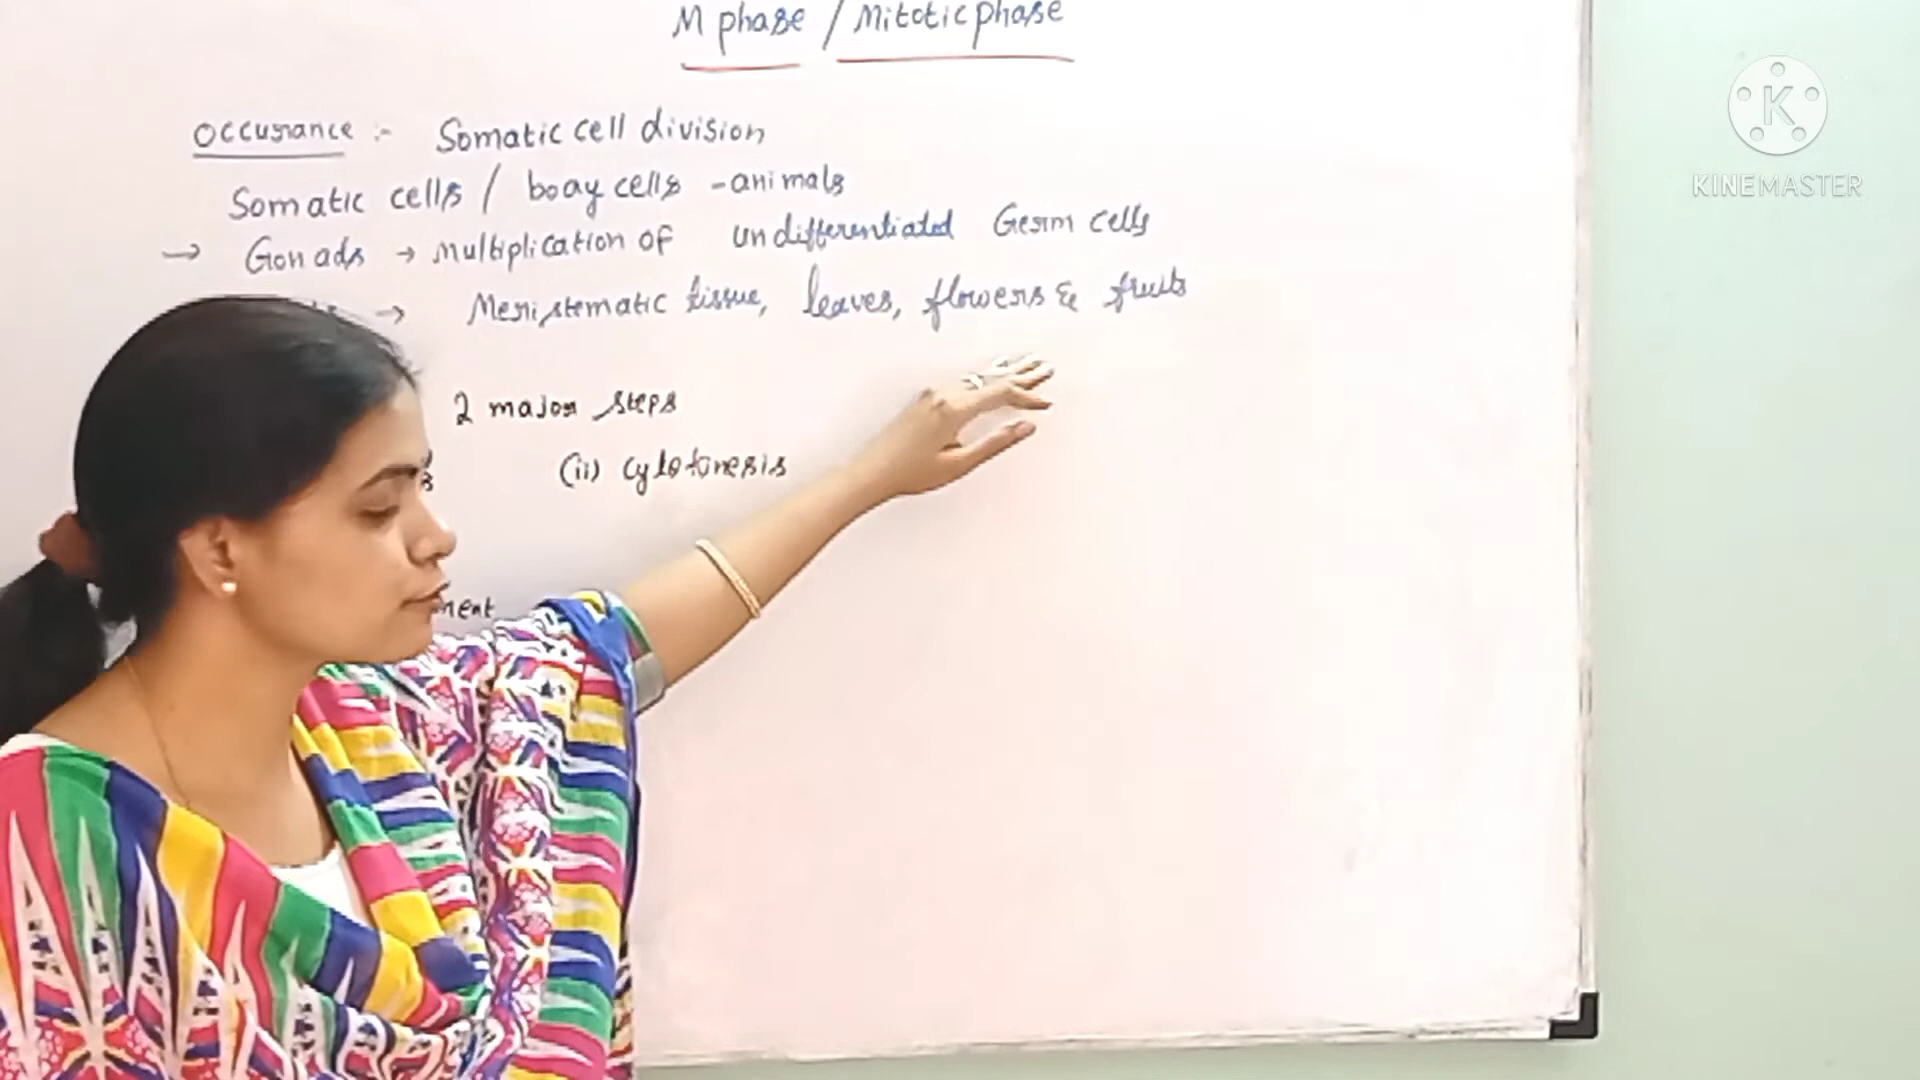 M phase / Mitotic phase
Occurance :- Somatic cell division
Somatic cells / body cells - animals
→ Gonads → Multiplication of undifferentiated Germ cells
→ Meristematic tissue, leaves, flowers & fruits
2 major steps
(ii) cytokinesis
KINEMASTER